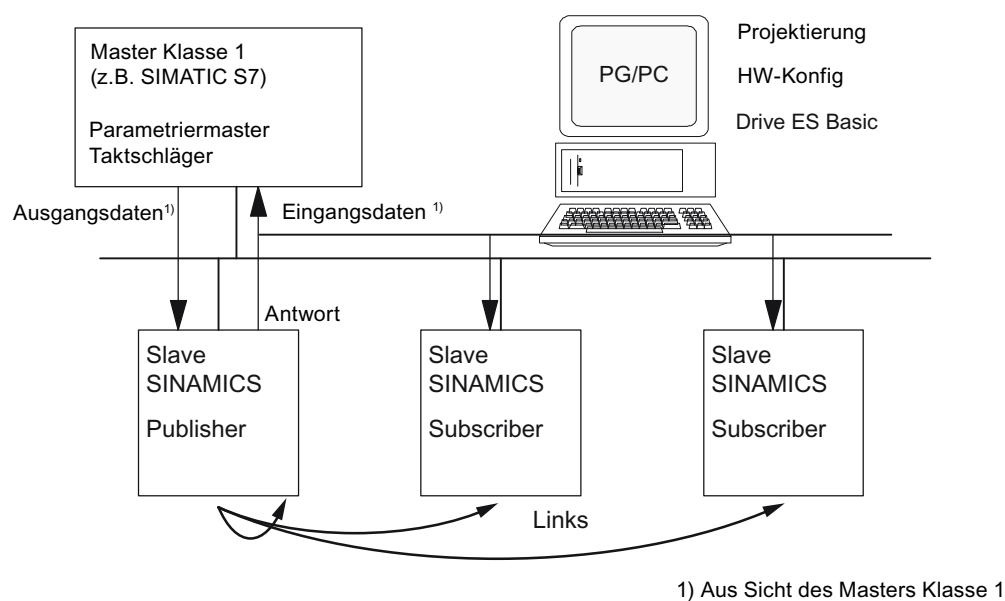 Master Klasse 1
(z.B. SIMATIC S7)
Parametriermaster
Taktschläger
PG/PC
Projektierung
HW-Konfig
Drive ES Basic
Ausgangsdaten1)
Eingangsdaten 1)
Antwort
Slave
SINAMICS
Publisher
Slave
SINAMICS
Subscriber
Slave
SINAMICS
Subscriber
Links
1) Aus Sicht des Masters Klasse 1